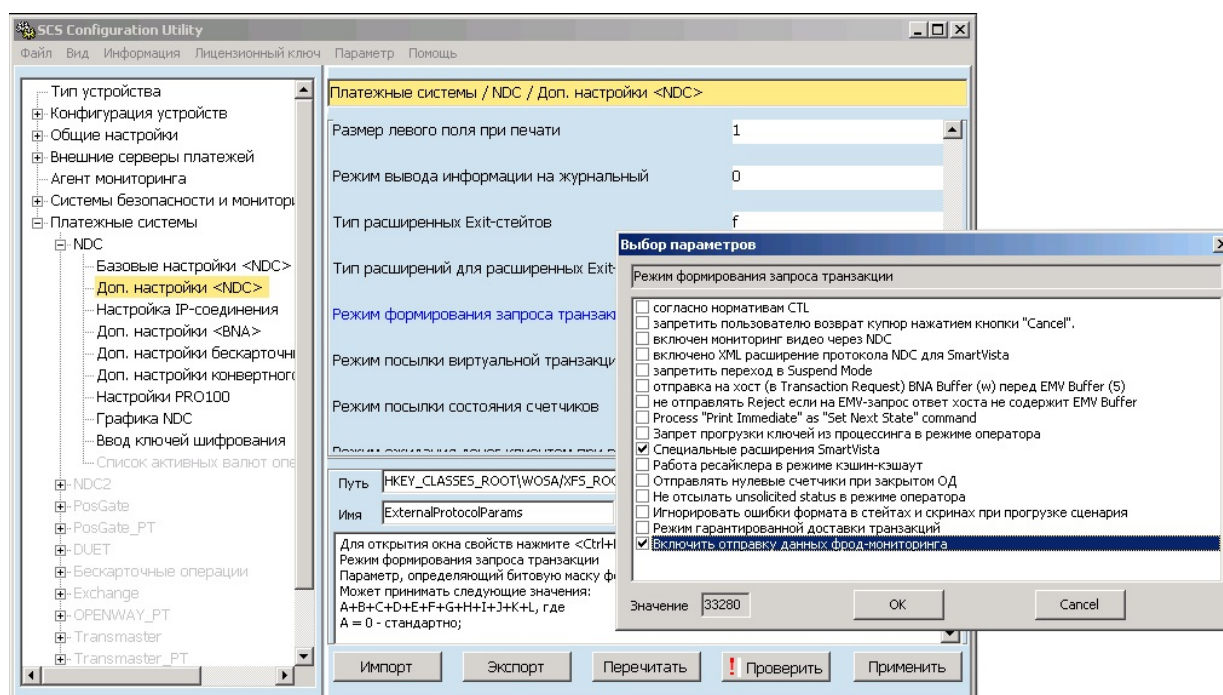 SCS Configuration Utility
Файл Вид Информация Лицензионный ключ Параметр Помощь
Тип устройства
Конфигурация устройств
Общие настройки
Внешние серверы платежей
Агент мониторинга
Системы безопасности и монитори
Платежные системы
NDC
Базовые настройки <NDC>
Доп. настройки <NDC>
Настройка IP-соединения
Доп. настройки <BNA>
Доп. настройки бескарточн
Доп. настройки конвертного
Настройки PRO100
Графика NDC
Ввод ключей шифрования
Список активных валют опе
NDC2
PosGate
PosGate_PT
DUET
Бескарточные операции
Exchange
OPENWAY_PT
Transmaster
Transmaster_PT
Платежные системы / NDC / Доп. настройки <NDC>
Размер левого поля при печати 1
Режим вывода информации на журнальный 0
Тип расширенных Exit-стейтов f
Тип расширений для расширенных Exit-
Режим формирования запроса транзак
Режим посылки виртуальной транзакци
Режим посылки состояния счетчиков
Путь HKEY_CLASSES_ROOT\WOSA/XFS_RO
Имя ExternalProtocolParams
Для открытия окна свойств нажмите <Ctrl+
Режим формирования запроса транзакции
Параметр, определяющий битовую маску ф
Может принимать следующие значения:
A+B+C+D+E+F+G+H+I+J+K+L, где
A = 0 - стандартно;
Импорт Экспорт Перечитать ! Проверить Применить
Выбор параметров
Режим формирования запроса транзакции
согласно нормативам CTL
запретить пользователю возврат купюр нажатием кнопки "Cancel".
включен мониторинг видео через NDC
включено XML расширение протокола NDC для SmartVista
запретить переход в Suspend Mode
отправка на хост (в Transaction Request) BNA Buffer (w) перед EMV Buffer (5)
не отправлять Reject если на EMV-запрос ответ хоста не содержит EMV Buffer
Process "Print Immediate" as "Set Next State" command
Запрет прогрузки ключей из процессинга в режиме оператора
Специальные расширения SmartVista
Работа ресайклера в режиме кэшин-кэшаут
Отправлять нулевые счетчики при закрытом ОД
Не отсылать unsolicited status в режиме оператора
Игнорировать ошибки формата в стейтах и скринах при прогрузке сценария
Режим гарантированной доставки транзакций
Включить отправку данных фрод-мониторинга
Значение 33280 OK Cancel